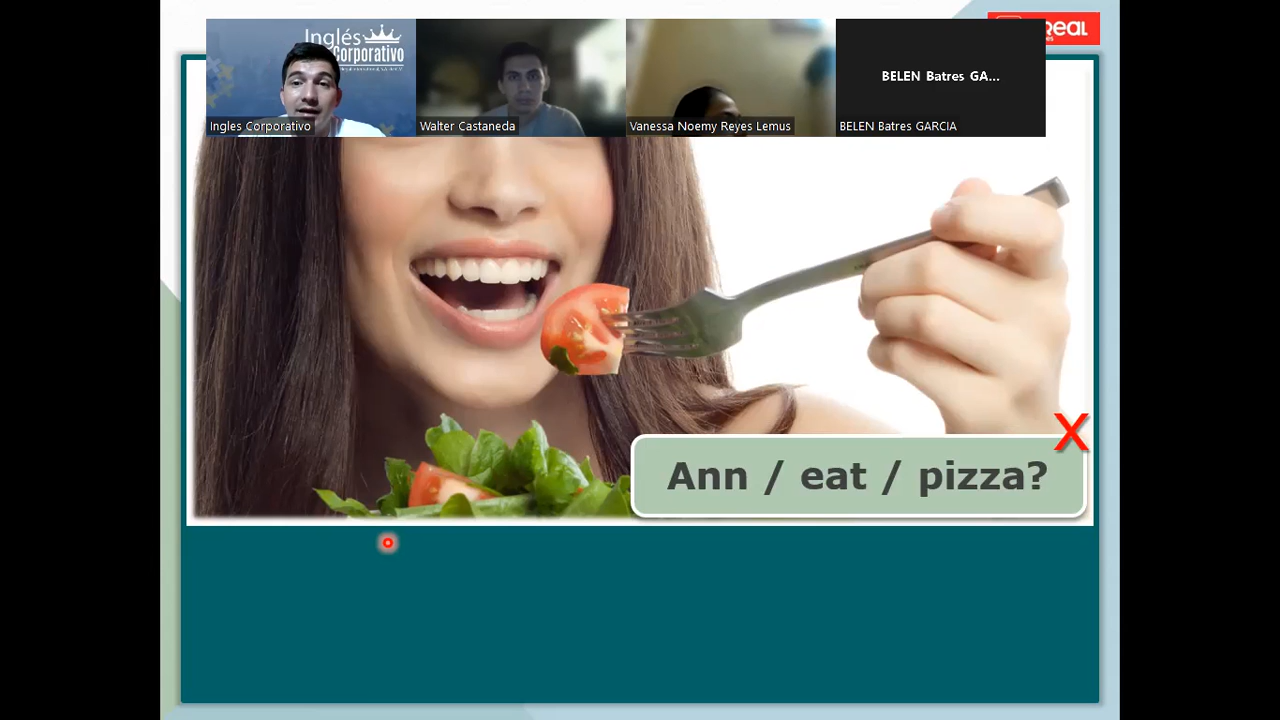 Inglés
Corporativo
Ingles Corporativo
Walter Castaneda
Vanessa Noemy Reyes Lemus
BELEN Batres GA...
BELEN Batres GARCIA
Real
X
Ann / eat / pizza?